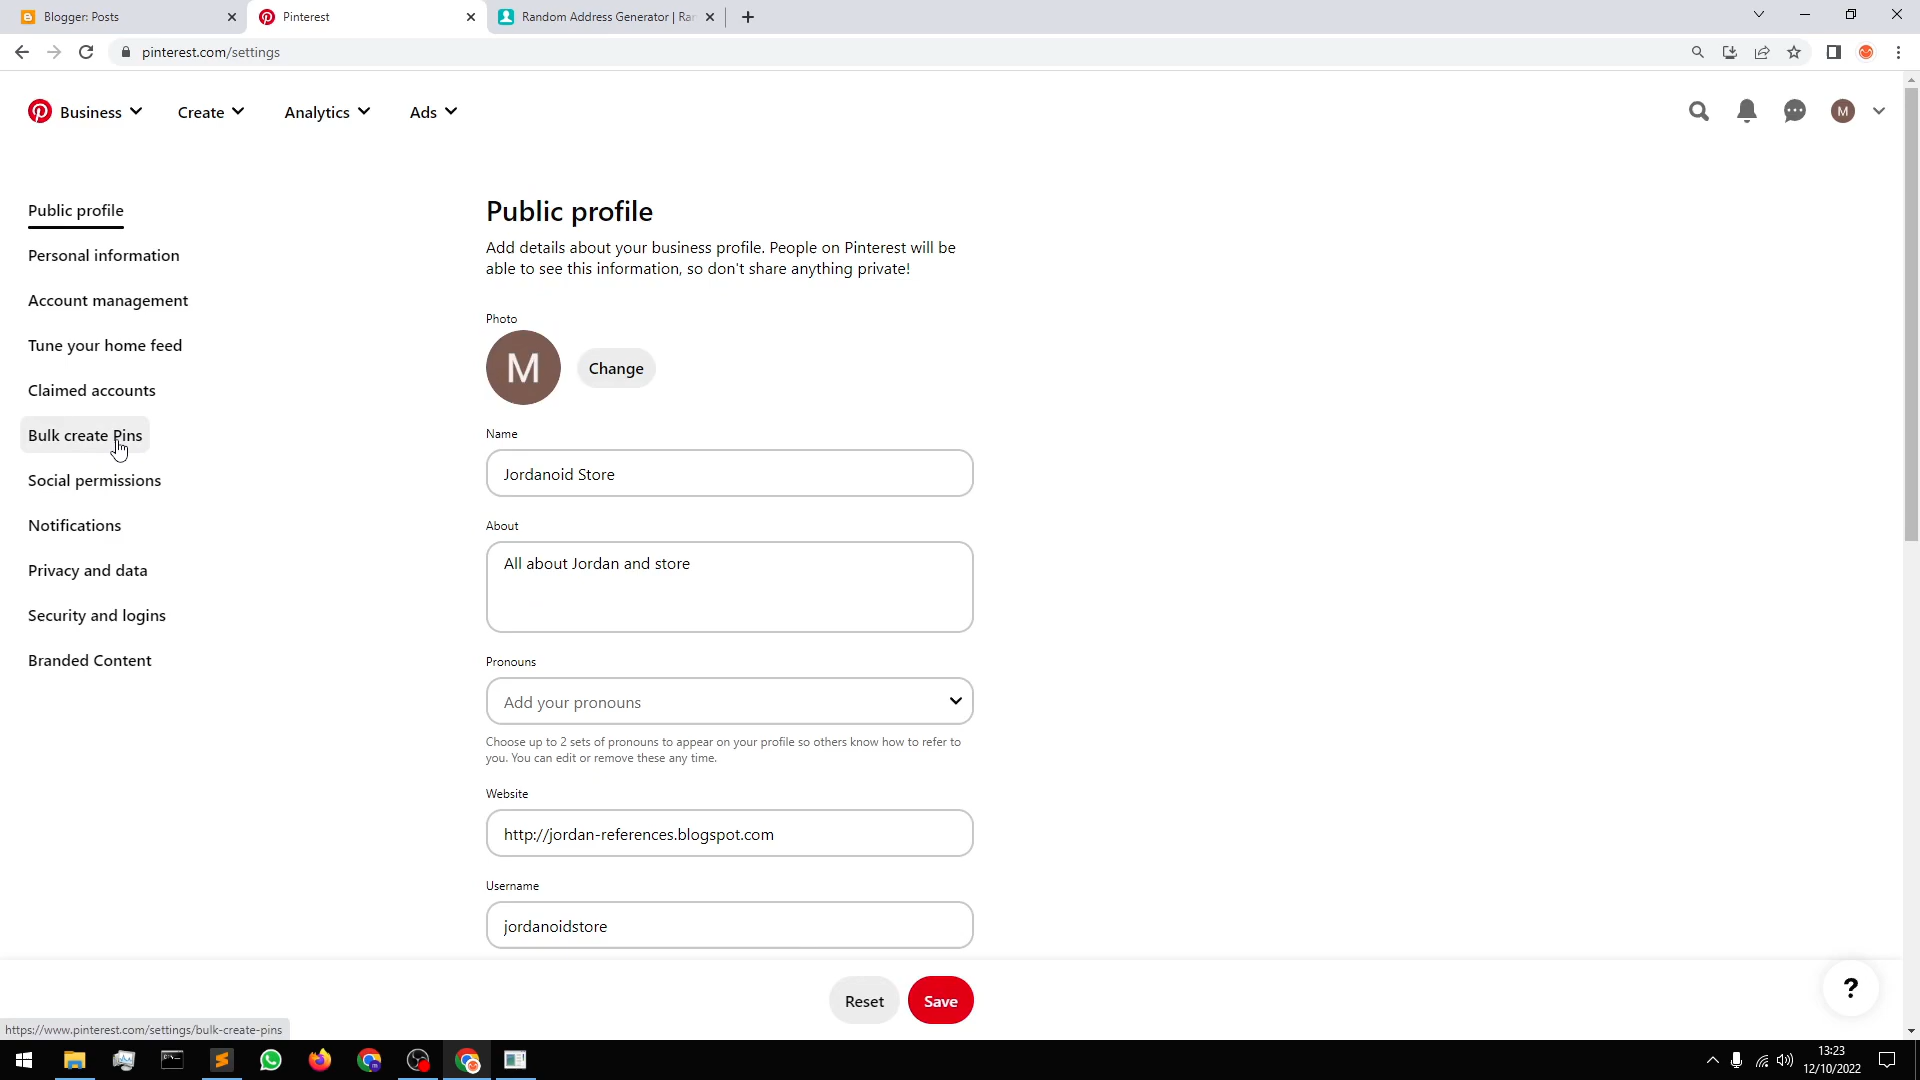 Blogger: Posts
Pinterest
Random Address Generator | Rar
pinterest.com/settings
Business
Create
Analytics
Ads
M
Public profile
Personal information
Account management
Tune your home feed
Claimed accounts
Bulk create Pins
Social permissions
Notifications
Privacy and data
Security and logins
Branded Content
Public profile
Add details about your business profile. People on Pinterest will be
able to see this information, so don't share anything private!
Photo
M
Change
Name
Jordanoid Store
About
All about Jordan and store
Pronouns
Add your pronouns
Choose up to 2 sets of pronouns to appear on your profile so others know how to refer to
you. You can edit or remove these any time.
Website
http://jordan-references.blogspot.com
Username
jordanoidstore
Reset
Save
?
https://www.pinterest.com/settings/bulk-create-pins
13:23
12/10/2022